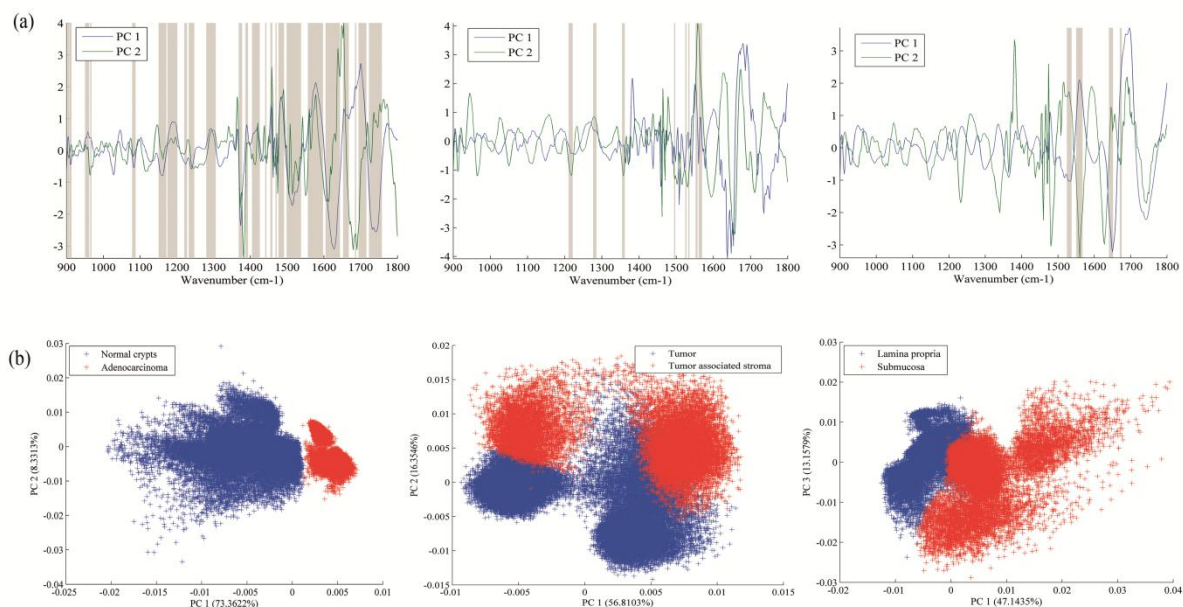 (a)
4
3
2
1
0
-1
-2
-3
PC 1
PC 2
900 1000 1100 1200 1300 1400 1500 1600 1700 1800
Wavenumber (cm-1)
4
3
2
1
0
-1
-2
-3
-4
PC 1
PC 2
900 1000 1100 1200 1300 1400 1500 1600 1700 1800
Wavenumber (cm-1)
3
2
1
0
-1
-2
-3
PC 1
PC 2
900 1000 1100 1200 1300 1400 1500 1600 1700 1800
Wavenumber (cm-1)
(b)
0.03
0.02
0.01
0
-0.01
-0.02
-0.03
-0.04
PC 2 (8.3313%)
Normal crypts
Adenocarcinoma
-0.025 -0.02 -0.015 -0.01 -0.005 0 0.005 0.01
PC 1 (73.3622%)
0.02
0.015
0.01
0.005
0
-0.005
-0.01
-0.015
PC 2 (16.3546%)
Tumor
Tumor associated stroma
-0.01 -0.005 0 0.005 0.01 0.015
PC 1 (56.8103%)
0.03
0.02
0.01
0
-0.01
-0.02
-0.03
PC 3 (13.1579%)
Lamina propria
Submucosa
-0.02 -0.01 0 0.01 0.02 0.03 0.04
PC 1 (47.1435%)